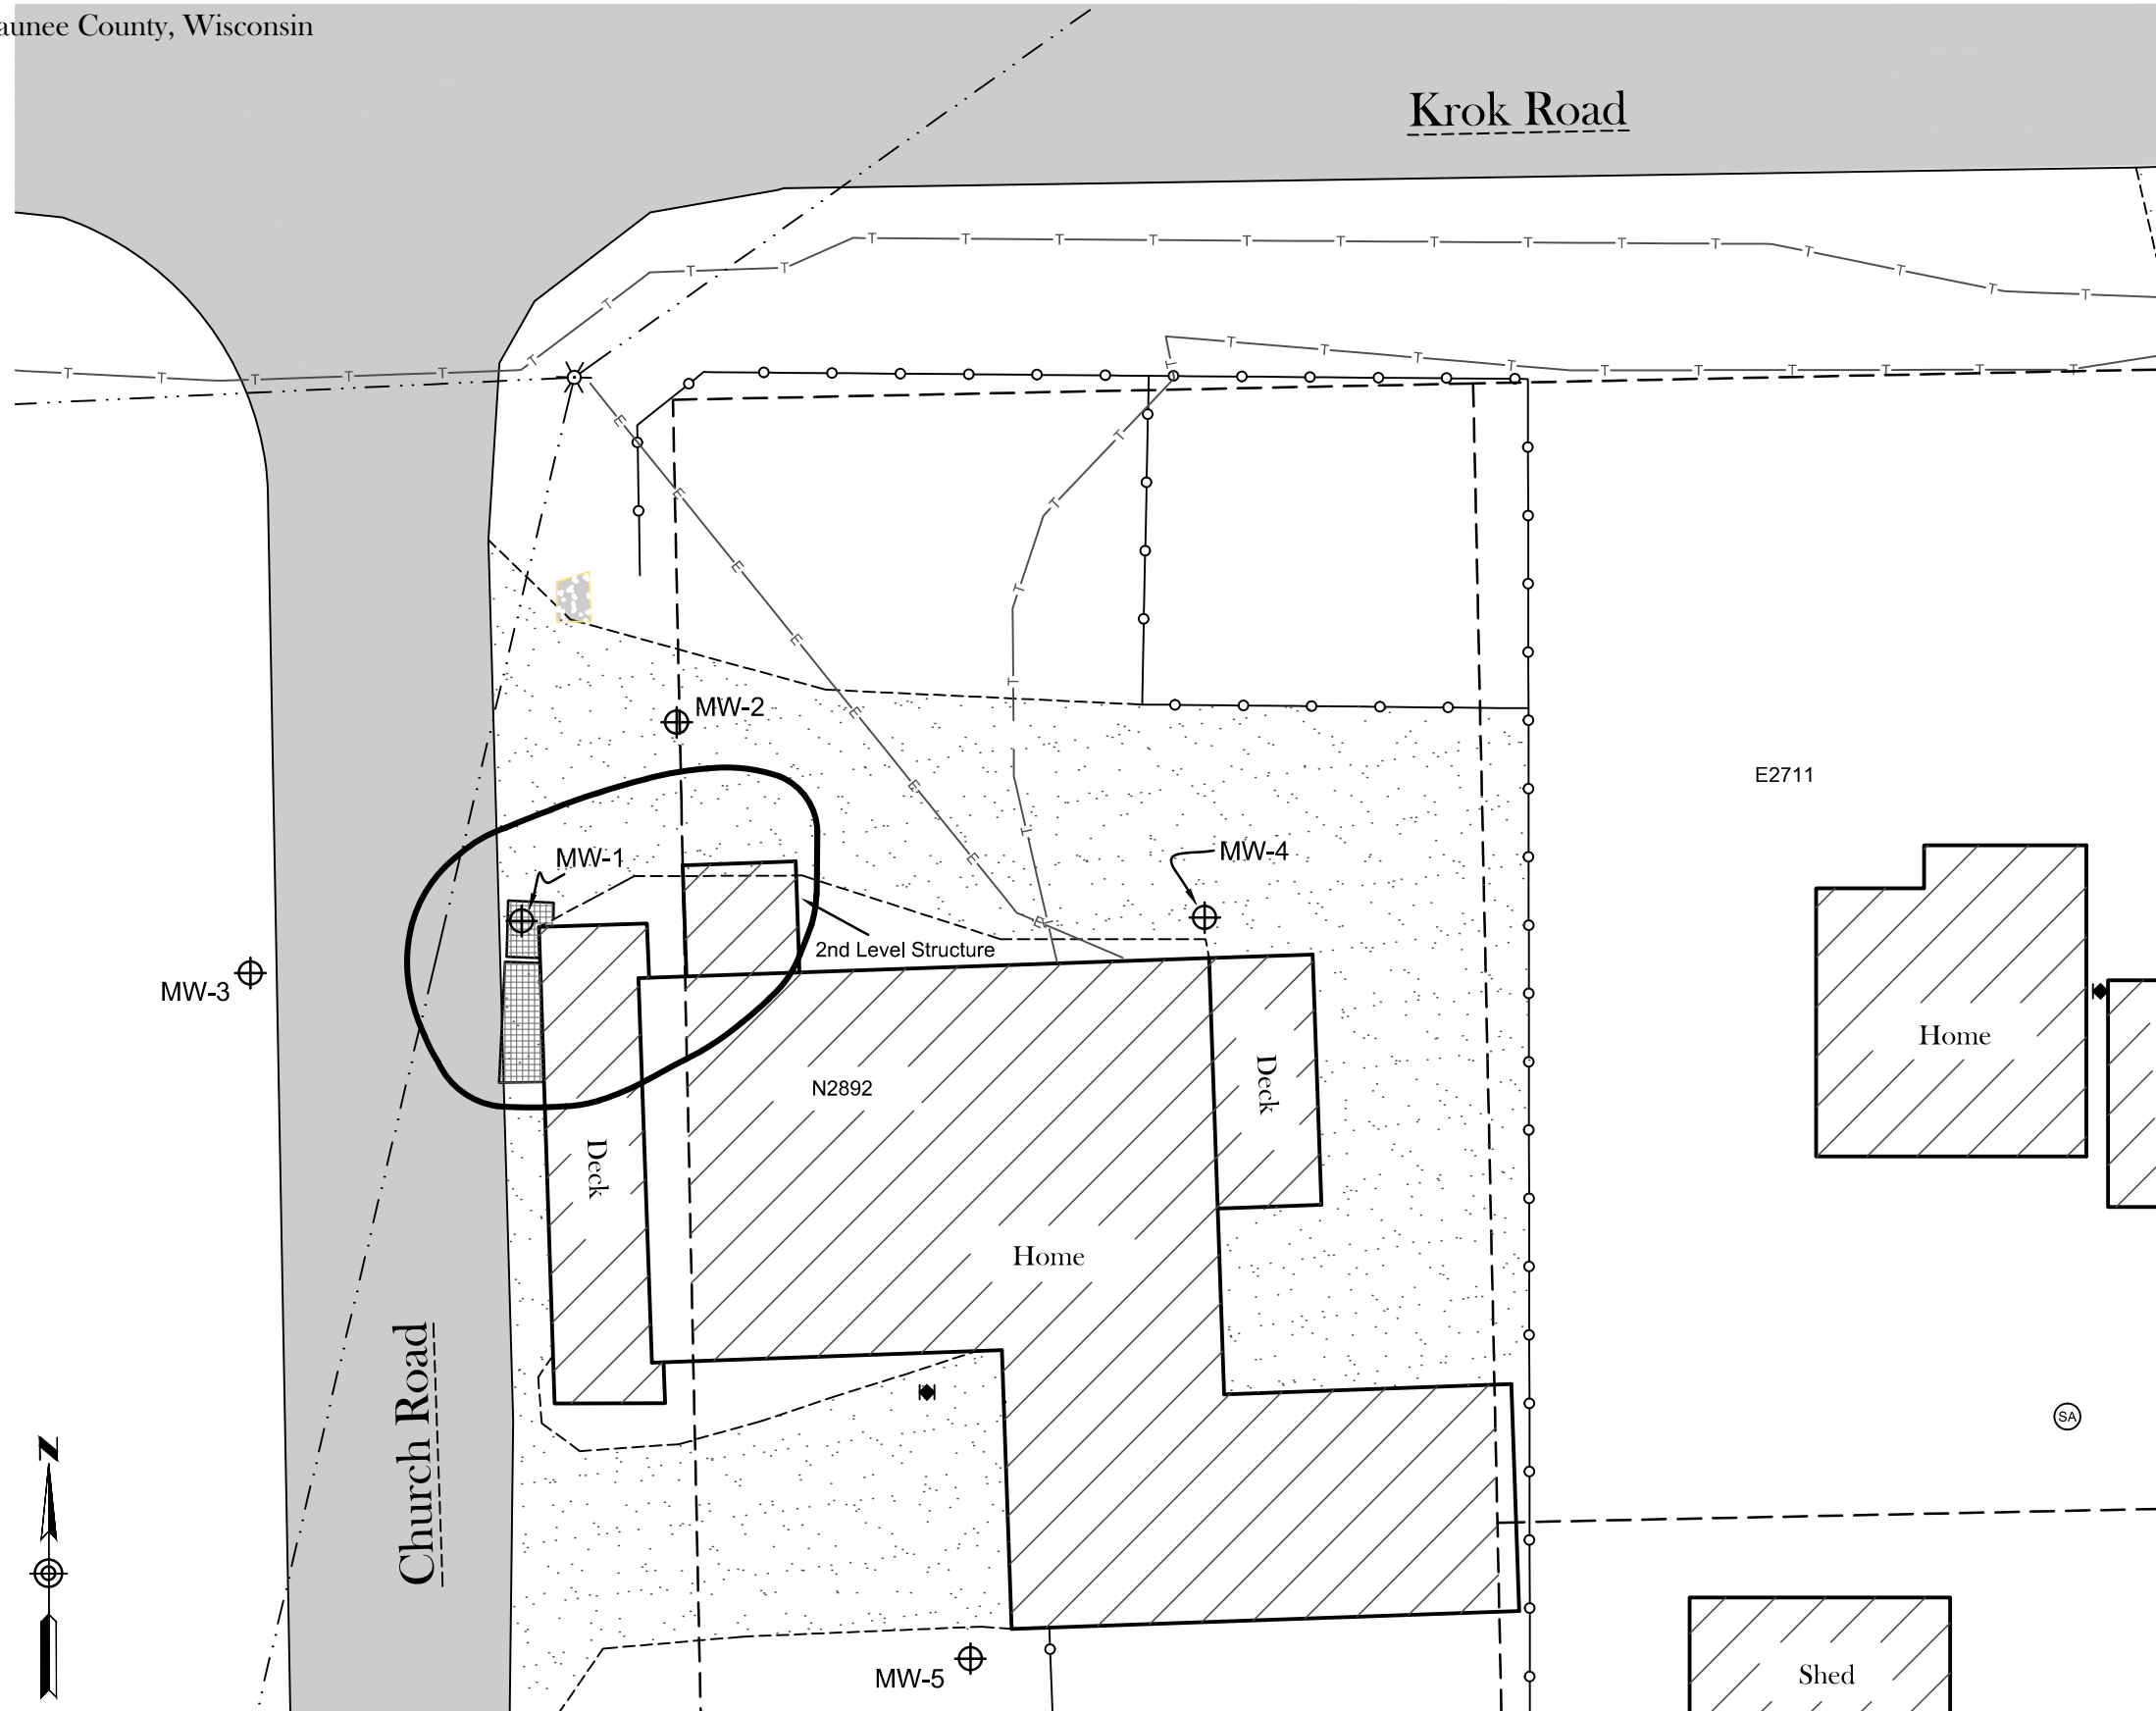 aunee County, Wisconsin
Krok Road
MW-2
E2711
MW-1
MW-4
2nd Level Structure
MW-3
Home
N2892
Deck
Deck
Home
Church Road
SA
N
MW-5
Shed